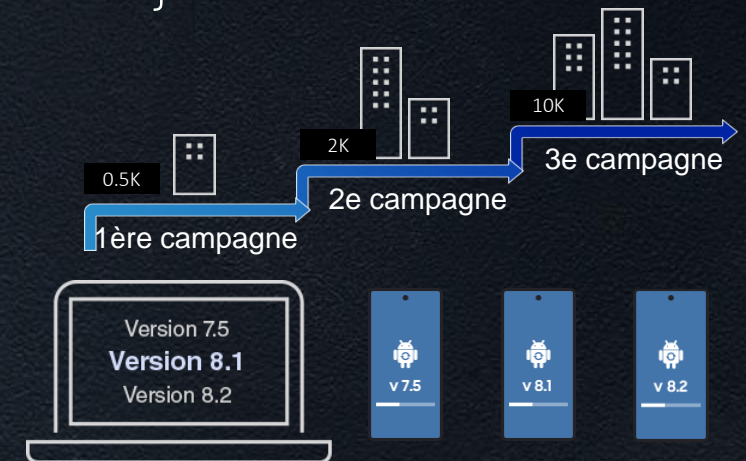 10K
3e campagne
2K
2e campagne
0.5K
1ère campagne
Version 7.5
Version 8.1
Version 8.2
v 7.5
v 8.1
v 8.2